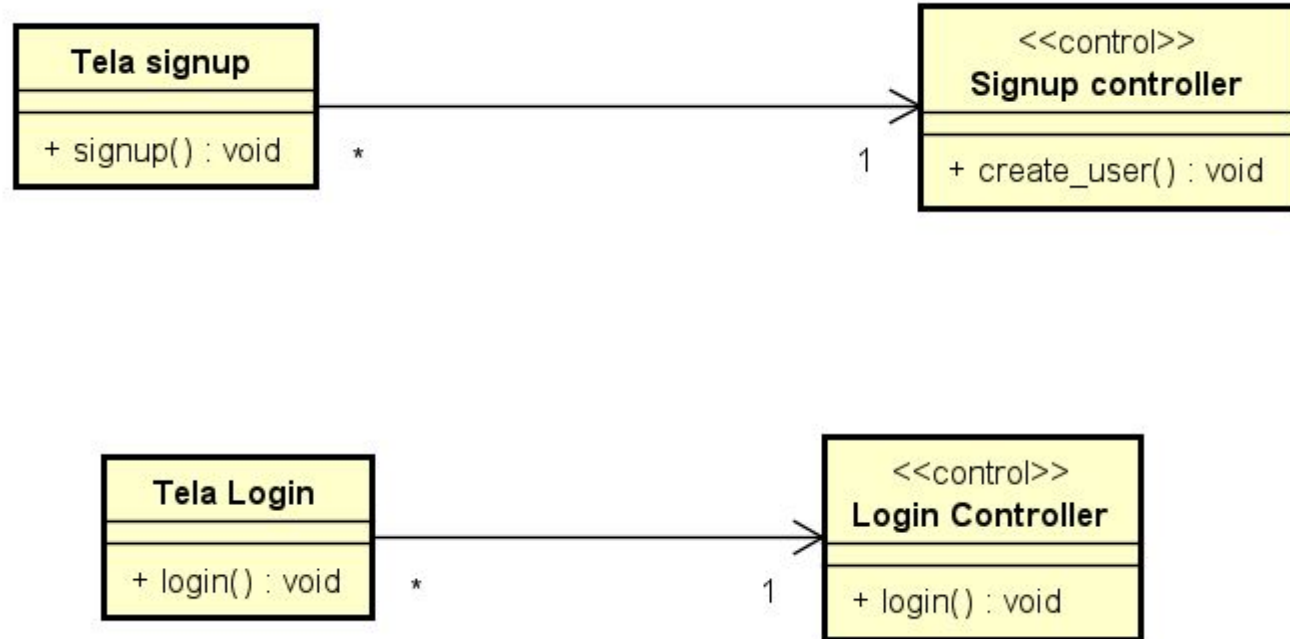 Tela signup
+ signup() : void
*
1
<<control>>
Signup controller
+ create_user() : void
Tela Login
+ login() : void
*
1
<<control>>
Login Controller
+ login() : void